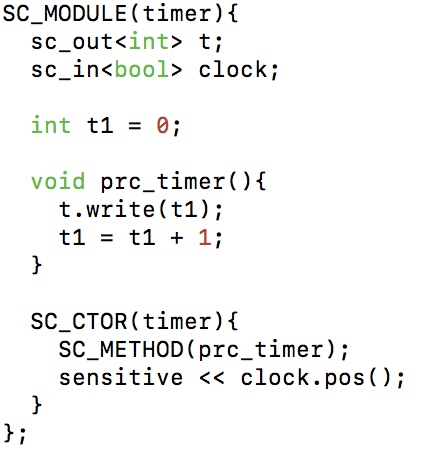 SC_MODULE(timer){
  sc_out<int> t;
  sc_in<bool> clock;

  int t1 = 0;

  void prc_timer(){
    t.write(t1);
    t1 = t1 + 1;
  }

  SC_CTOR(timer){
    SC_METHOD(prc_timer);
    sensitive << clock.pos();
  }
};